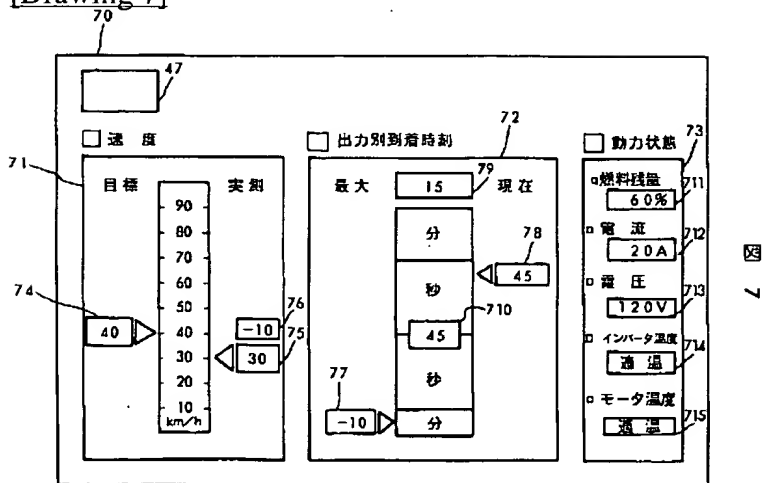 [Drawing 7]
70
47
速 度
71
目標
実測
90
80
70
60
50
40
30
20
10
km/h
74
40
76
-10
75
30
出力別到着時刻
72
最大
15
79
現在
分
78
45
秒
710
45
秒
77
-10
分
動力状態
73
燃料残量
711
60%
電 流
712
20A
電 圧
713
120V
インバータ温度
714
適 温
モータ温度
715
適 温
図 7